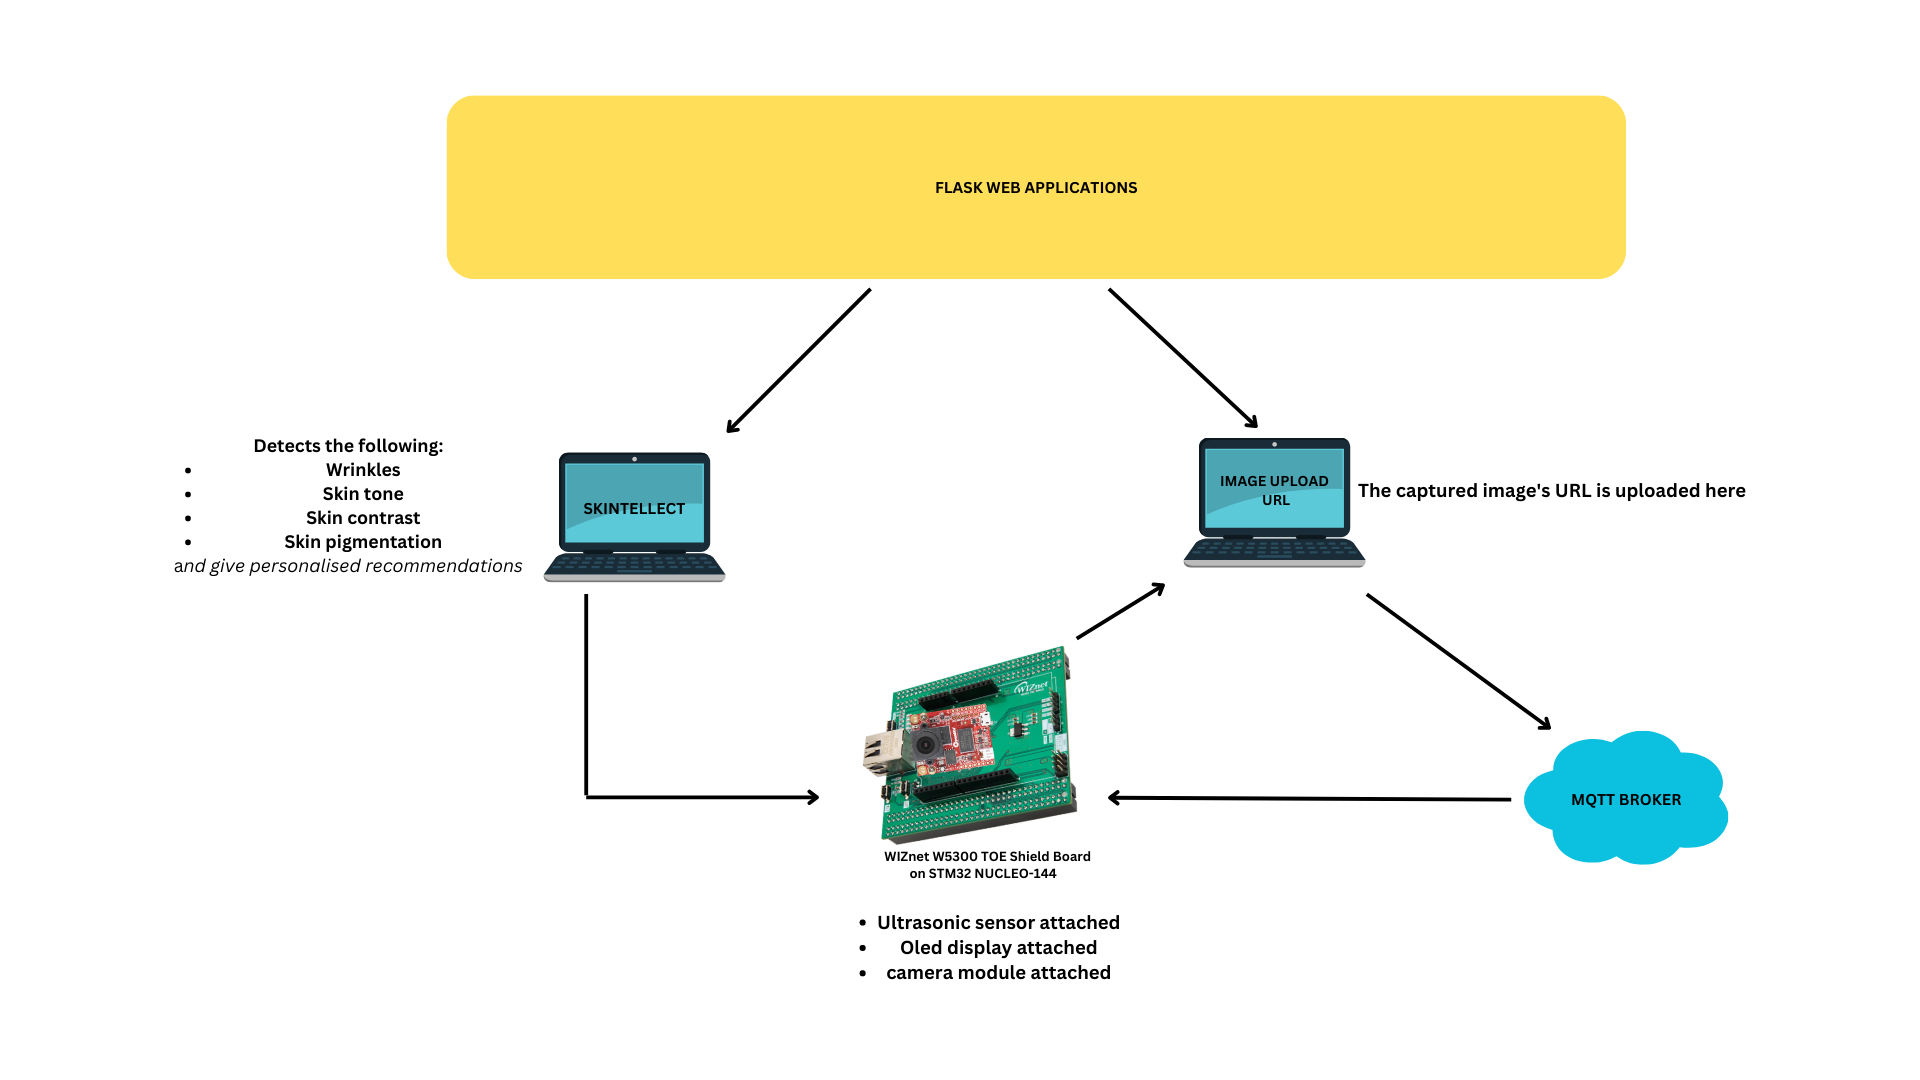 FLASK WEB APPLICATIONS
Detects the following:
• Wrinkles
• Skin tone
• Skin contrast
• Skin pigmentation
and give personalised recommendations
SKINTELLECT
IMAGE UPLOAD
URL
The captured image's URL is uploaded here
WIZnet
MQTT BROKER
WIZnet W5300 TOE Shield Board
on STM32 NUCLEO-144
• Ultrasonic sensor attached
• Oled display attached
• camera module attached